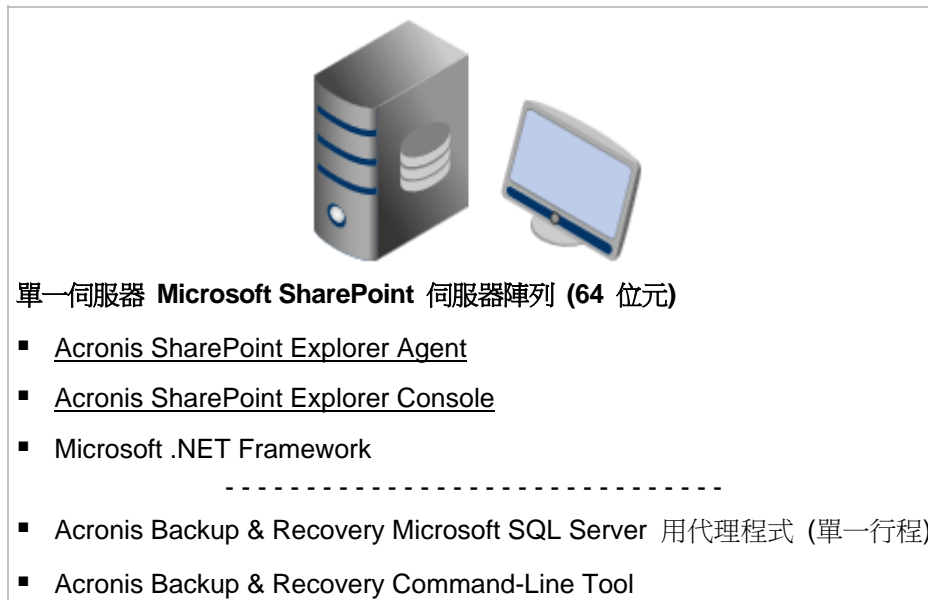 單一伺服器 Microsoft SharePoint 伺服器陣列 (64 位元)
▪ Acronis SharePoint Explorer Agent
▪ Acronis SharePoint Explorer Console
▪ Microsoft .NET Framework
- - - - - - - - - - - - - - - - - - - - - - - - - - - - - - -
▪ Acronis Backup & Recovery Microsoft SQL Server 用代理程式 (單一行程)
▪ Acronis Backup & Recovery Command-Line Tool